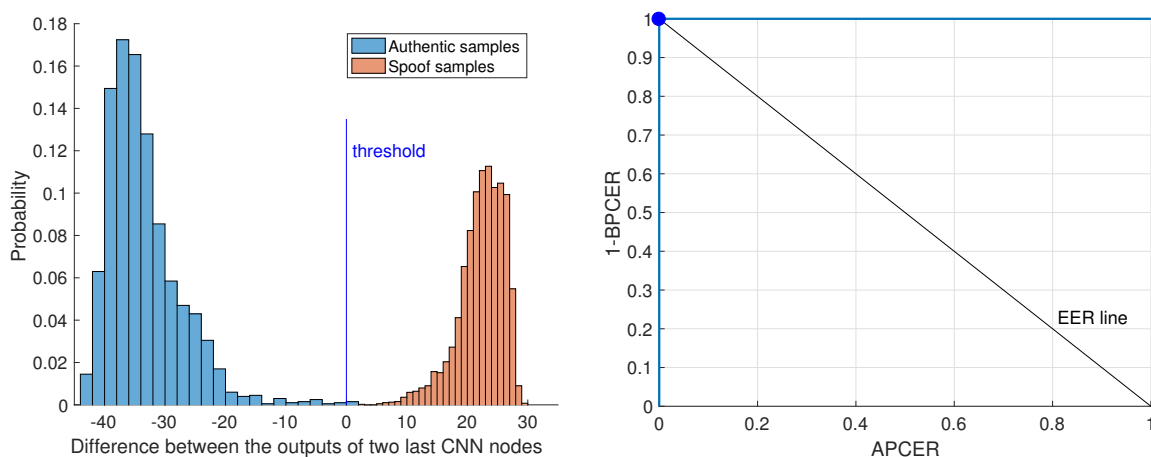 0.18
0.16
0.14
0.12
0.1
0.08
0.06
0.04
0.02
0
Probability
Authentic samples
Spoof samples
threshold
-40 -30 -20 -10 0 10 20 30
Difference between the outputs of two last CNN nodes
1
0.9
0.8
0.7
0.6
0.5
0.4
0.3
0.2
0.1
0
1-BPCER
EER line
0 0.2 0.4 0.6 0.8 1
APCER